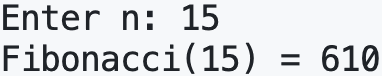 Enter n: 15
Fibonacci(15) = 610